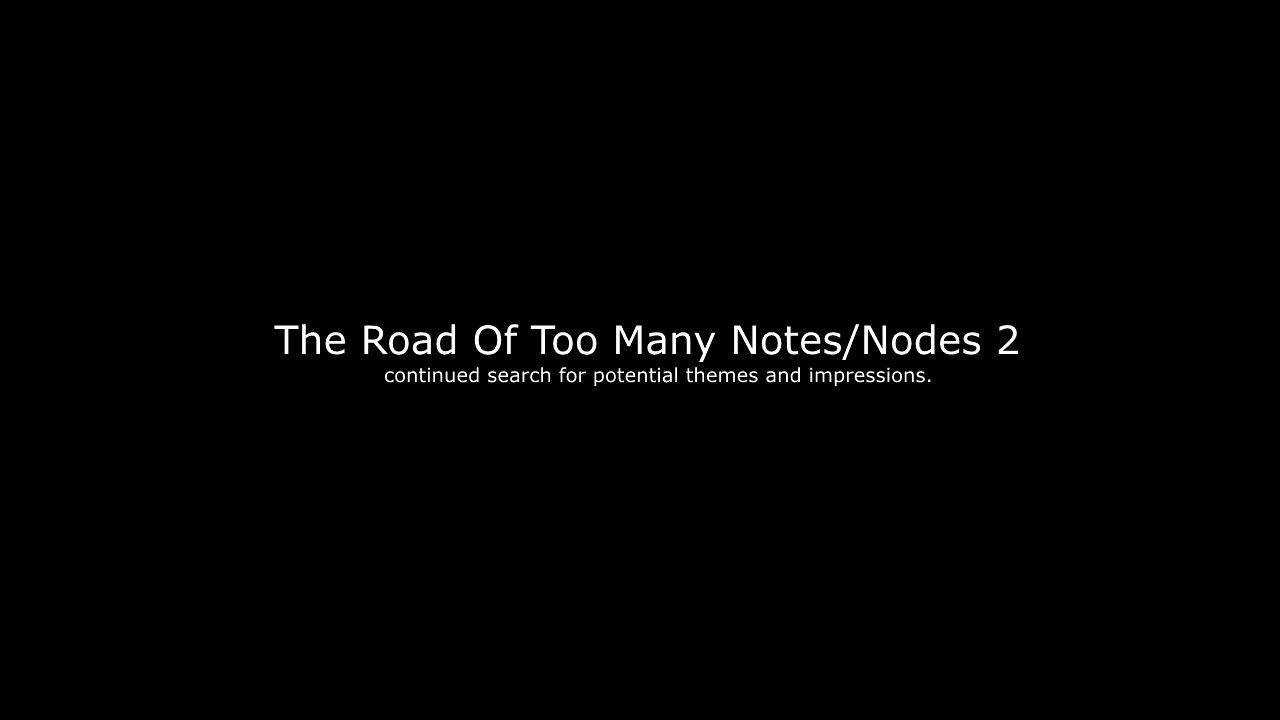 The Road Of Too Many Notes/Nodes 2
continued search for potential themes and impressions.